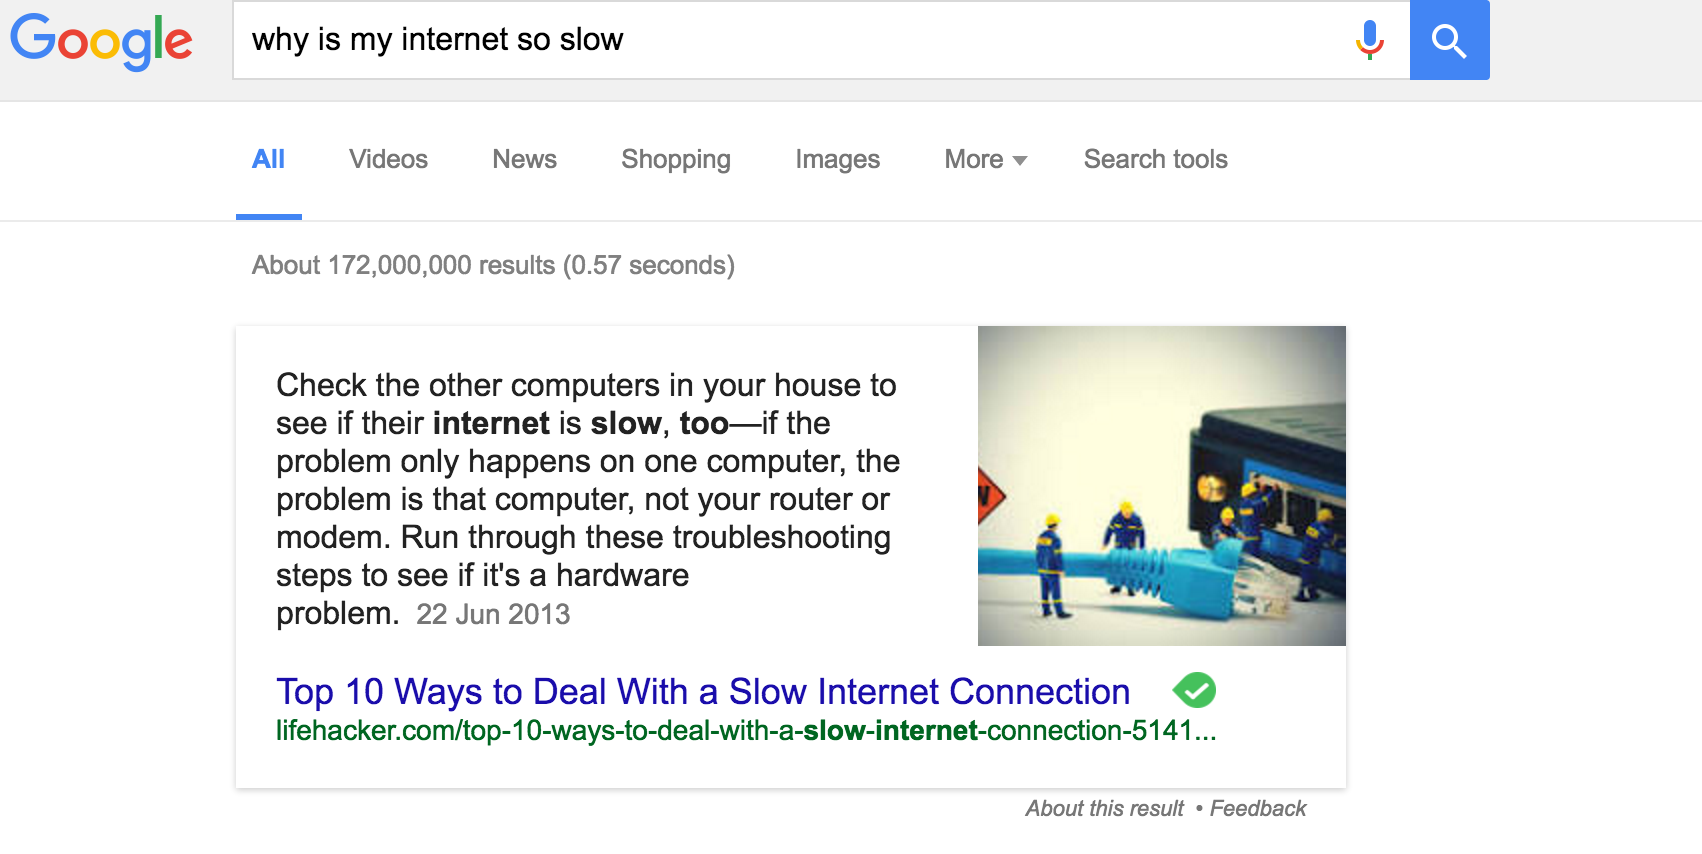 Google
why is my internet so slow
All Videos News Shopping Images More Search tools
About 172,000,000 results (0.57 seconds)
Check the other computers in your house to
see if their internet is slow, too—if the
problem only happens on one computer, the
problem is that computer, not your router or
modem. Run through these troubleshooting
steps to see if it's a hardware
problem. 22 Jun 2013
Top 10 Ways to Deal With a Slow Internet Connection
lifehacker.com/top-10-ways-to-deal-with-a-slow-internet-connection-5141...
About this result • Feedback